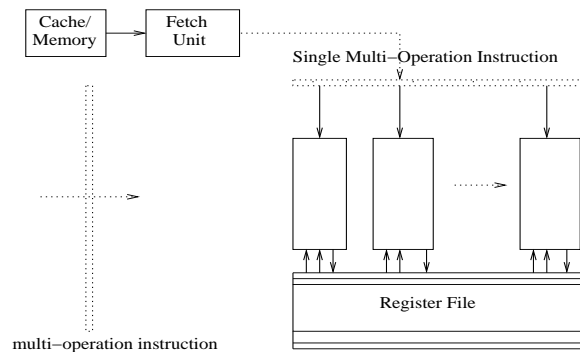 Cache/
Memory
Fetch
Unit
Single Multi−Operation Instruction
Register File
multi−operation instruction